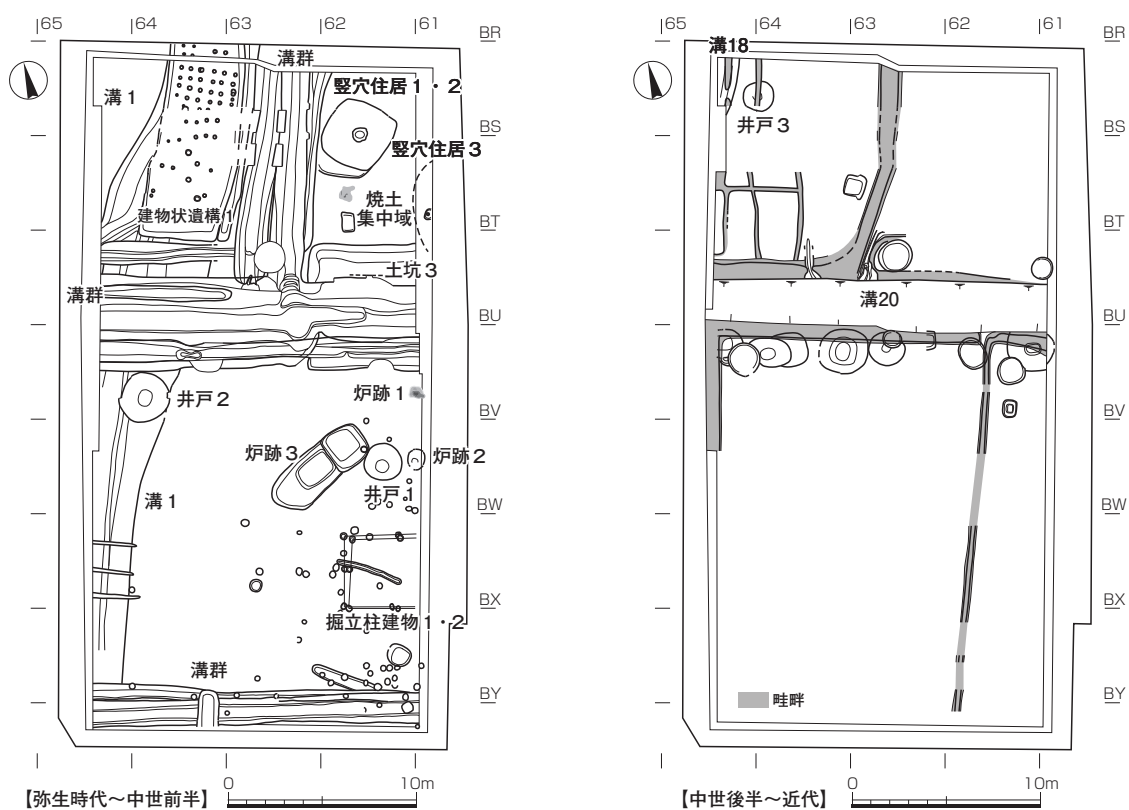 64
63
62
61
BR
BS
BT
BU
BV
BW
BX
BY
溝群
竪穴住居1・2
溝1
竪穴住居3
焼土
集中域
建物状遺構1
土坑3
溝群
井戸2
炉跡1
炉跡3
炉跡2
井戸1
溝1
掘立柱建物1・2
溝群
【弥生時代~中世前半】
0
10m
65
64
63
62
61
BR
BS
BT
BU
BV
BW
BX
BY
溝18
井戸3
溝20
畦畔
【中世後半~近代】
0
10m